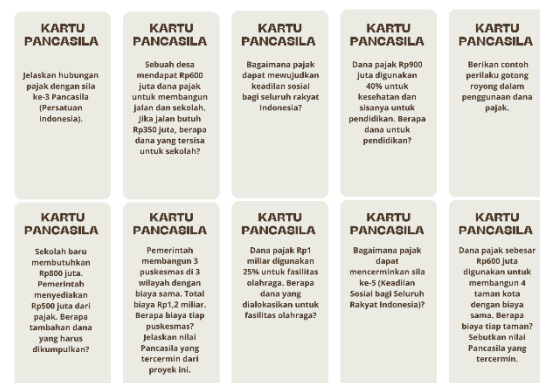 KARTU
PANCASILA
Jelaskan hubungan
pajak dengan sila
ke-3 Pancasila
(Persatuan
Indonesia).
KARTU
PANCASILA
Sebuah desa
mendapat Rp600
juta dana pajak
untuk membangun
jalan dan sekolah.
Jika jalan butuh
Rp350 juta, berapa
dana yang tersisa
untuk sekolah?
KARTU
PANCASILA
Bagaimana pajak
dapat mewujudkan
keadilan sosial
bagi seluruh rakyat
Indonesia?
KARTU
PANCASILA
Dana pajak Rp900
juta digunakan
40% untuk
kesehatan dan
sisanya untuk
pendidikan. Berapa
dana untuk
pendidikan?
KARTU
PANCASILA
Berikan contoh
perilaku gotong
royong dalam
penggunaan dana
pajak.
KARTU
PANCASILA
Sekolah baru
membutuhkan
Rp800 juta.
Pemerintah
menyediakan
Rp500 juta dari
pajak. Berapa
tambahan dana
yang harus
dikumpulkan?
KARTU
PANCASILA
Pemerintah
membangun 3
puskesmas di 3
wilayah dengan
biaya sama. Total
biaya Rp1,2 miliar.
Berapa biaya tiap
puskesmas?
Jelaskan nilai
Pancasila yang
tercermin dari
proyek ini.
KARTU
PANCASILA
Dana pajak Rp1
miliar digunakan
25% untuk fasilitas
olahraga. Berapa
dana yang
dialokasikan untuk
fasilitas olahraga?
KARTU
PANCASILA
Bagaimana pajak
dapat
mencerminkan sila
ke-5 (Keadilan
Sosial bagi Seluruh
Rakyat Indonesia)?
KARTU
PANCASILA
Dana pajak sebesar
Rp600 juta
digunakan untuk
membangun 4
taman kota
dengan biaya
sama. Berapa
biaya tiap taman?
Sebutkan nilai
Pancasila yang
tercermin.